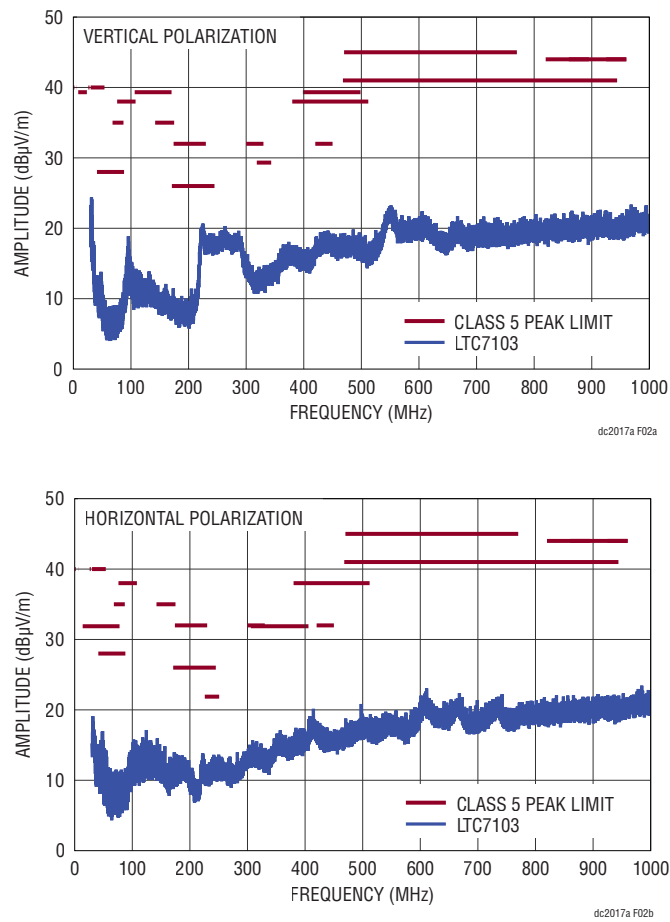 VERTICAL POLARIZATION
50
40
30
20
10
0
AMPLITUDE (dBµV/m)
CLASS 5 PEAK LIMIT
LTC7103
0 100 200 300 400 500 600 700 800 900 1000
FREQUENCY (MHz)
dc2017a F02a
HORIZONTAL POLARIZATION
50
40
30
20
10
0
AMPLITUDE (dBµV/m)
CLASS 5 PEAK LIMIT
LTC7103
0 100 200 300 400 500 600 700 800 900 1000
FREQUENCY (MHz)
dc2017a F02b